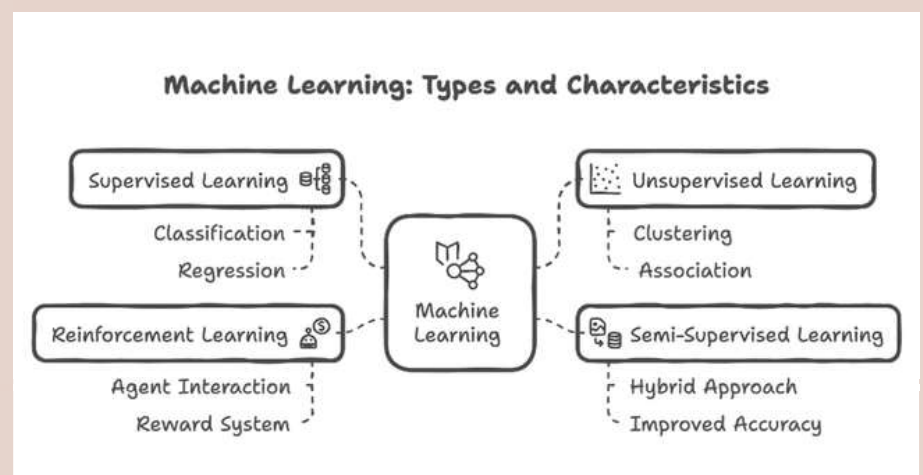 Machine Learning: Types and Characteristics
Supervised Learning
Classification
Regression
Reinforcement Learning
Agent Interaction
Reward System
Machine
Learning
Unsupervised Learning
Clustering
Association
Semi-Supervised Learning
Hybrid Approach
Improved Accuracy